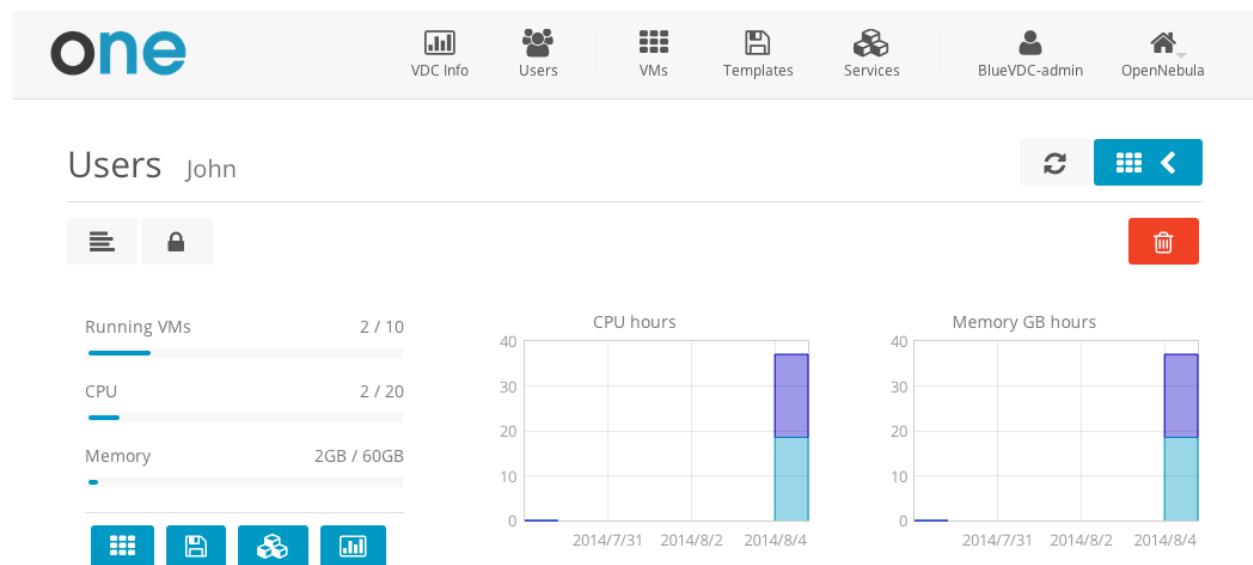 one
VDC Info Users VMs Templates Services BlueVDC-admin OpenNebula
Users John
Running VMs 2 / 10
CPU 2 / 20
Memory 2GB / 60GB
CPU hours
40
30
20
10
0
2014/7/31 2014/8/2 2014/8/4
Memory GB hours
40
30
20
10
0
2014/7/31 2014/8/2 2014/8/4